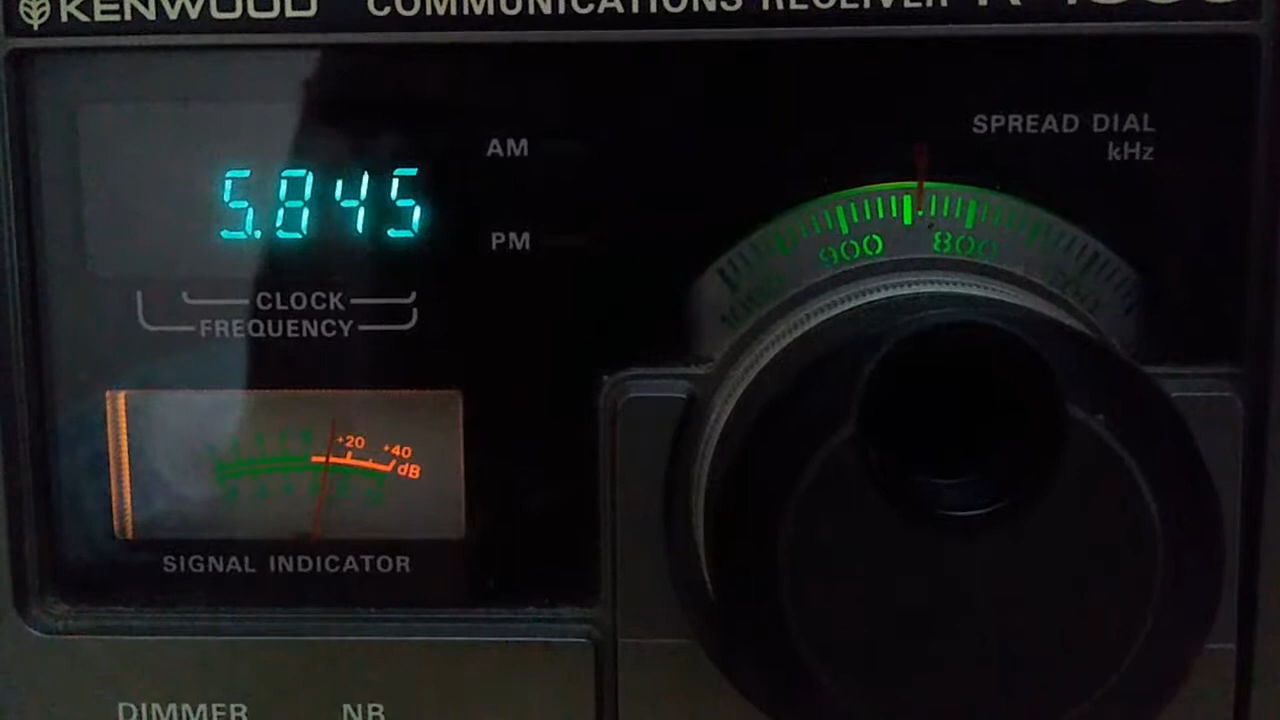 KENWOOD COMMUNICATIONS RECEIVER
SPREAD DIAL
kHz
AM
5.845
PM
900 800
CLOCK
FREQUENCY
+20 +40
dB
SIGNAL INDICATOR
DIMMER NB